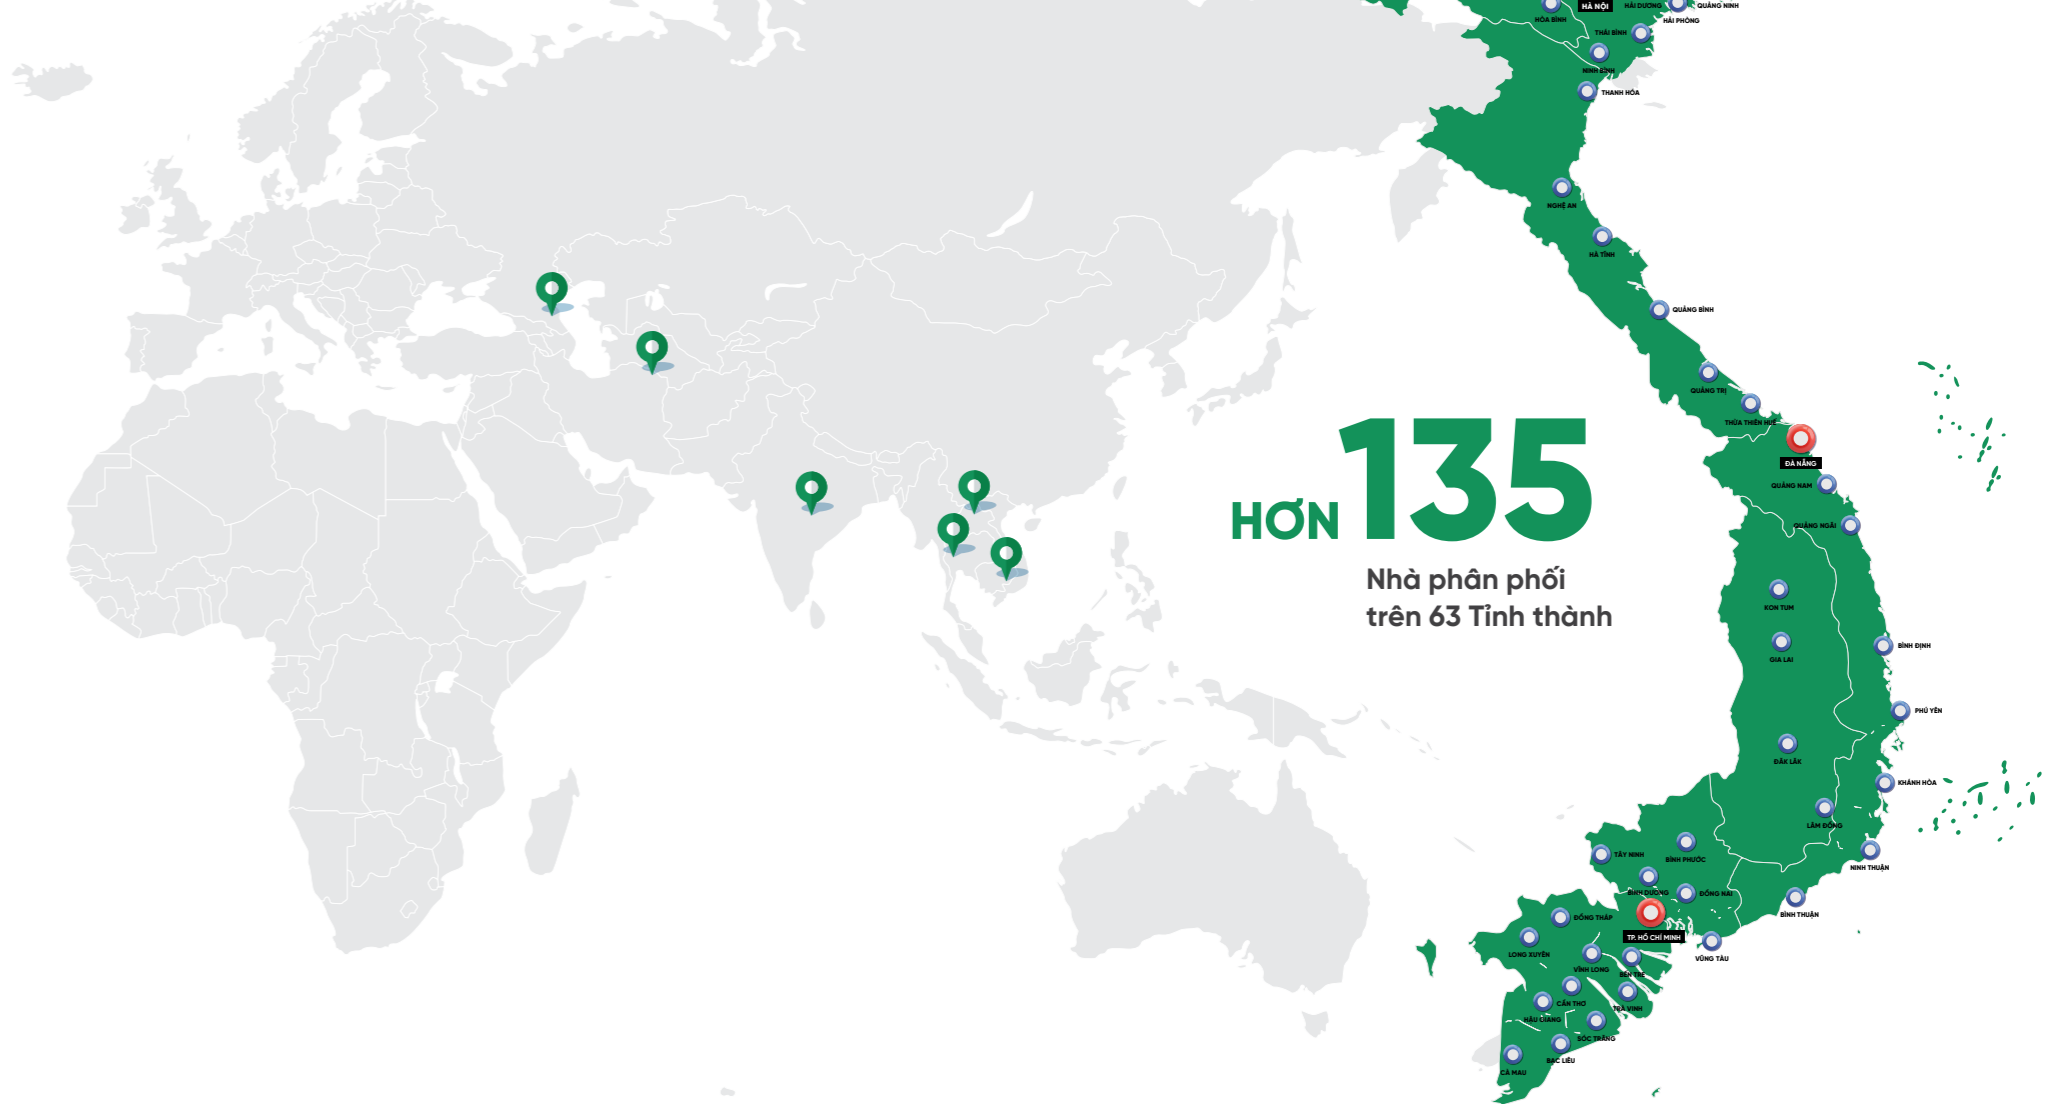 HÀ NỘI
HẢI DƯƠNG
QUẢNG NINH
HÒA BÌNH
HẢI PHÒNG
THÁI BÌNH
NINH BÌNH
THANH HÓA
NGHỆ AN
HÀ TĨNH
QUẢNG BÌNH
QUẢNG TRỊ
THỪA THIÊN HUẾ
ĐÀ NẴNG
QUẢNG NAM
QUẢNG NGÃI
HƠN 135
Nhà phân phối
trên 63 Tỉnh thành
KON TUM
GIA LAI
BÌNH ĐỊNH
PHÚ YÊN
ĐĂK LĂK
KHÁNH HÒA
LÂM ĐỒNG
TÂY NINH
BÌNH PHƯỚC
NINH THUẬN
BÌNH DƯƠNG
ĐỒNG NAI
BÌNH THUẬN
ĐỒNG THÁP
TP. HỒ CHÍ MINH
LONG XUYÊN
VŨNG TÀU
VĨNH LONG
BẾN TRE
CẦN THƠ
TRÀ VINH
HẬU GIANG
SÓC TRĂNG
BẠC LIÊU
CÀ MAU